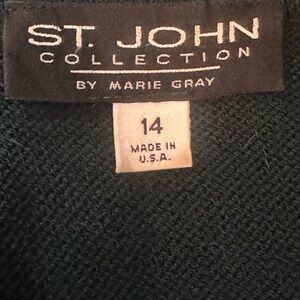 ST. JOHN
COLLECTION
BY MARIE GRAY
14
MADE IN
U.S.A.